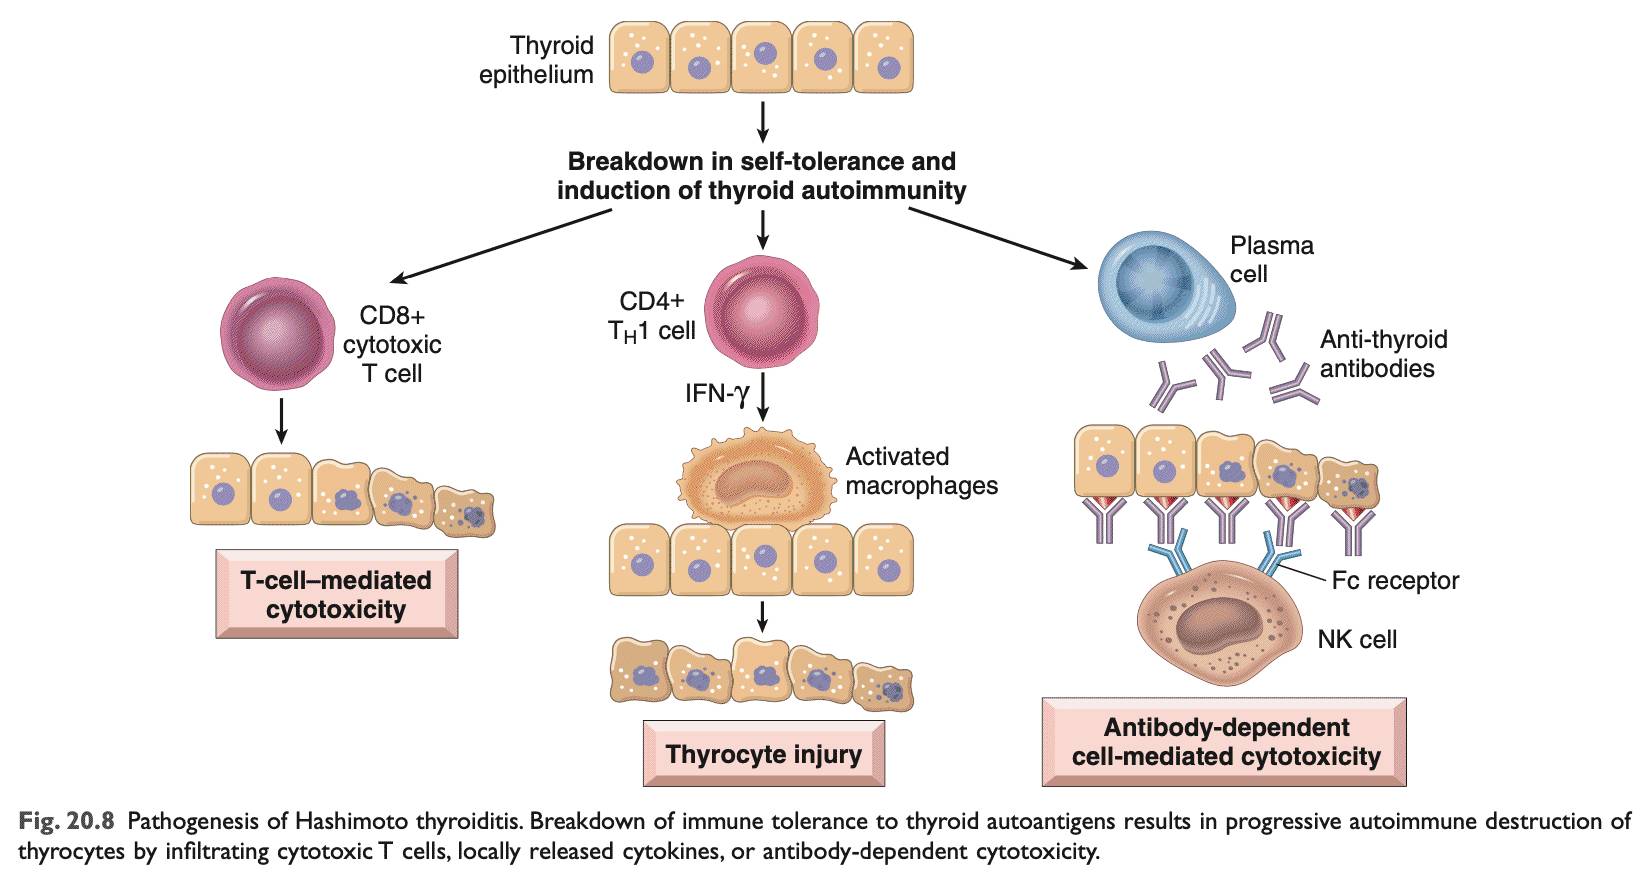 Thyroid
epithelium
Breakdown in self-tolerance and
induction of thyroid autoimmunity
CD8+
cytotoxic
T cell
T-cell–mediated
cytotoxicity
CD4+
TH1 cell
IFN-γ
Activated
macrophages
Thyrocyte injury
Plasma
cell
Anti-thyroid
antibodies
Fc receptor
NK cell
Antibody-dependent
cell-mediated cytotoxicity
Fig. 20.8 Pathogenesis of Hashimoto thyroiditis. Breakdown of immune tolerance to thyroid autoantigens results in progressive autoimmune destruction of
thyrocytes by infiltrating cytotoxic T cells, locally released cytokines, or antibody-dependent cytotoxicity.